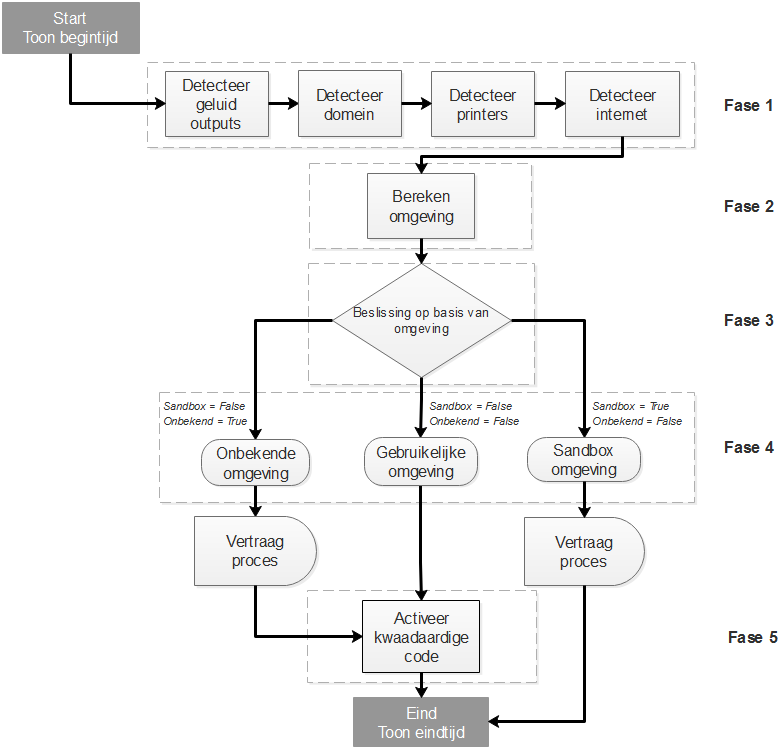 Start
Toon begintijd
Detecteer
geluid
outputs
Detecteer
domein
Detecteer
printers
Detecteer
internet
Fase 1
Bereken
omgeving
Fase 2
Beslissing op basis van
omgeving
Fase 3
Sandbox = False
Onbekend = True
Sandbox = False
Onbekend = False
Sandbox = True
Onbekend = False
Onbekende
omgeving
Gebruikelijke
omgeving
Sandbox
omgeving
Fase 4
Vertraag
proces
Vertraag
proces
Activeer
kwaadaardige
code
Fase 5
Eind
Toon eindtijd